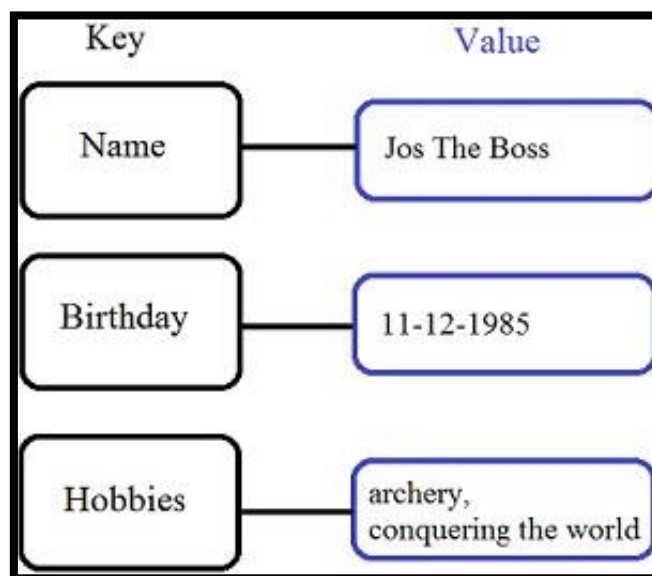 Key Value
Name Jos The Boss
Birthday 11-12-1985
Hobbies archery,
conquering the world